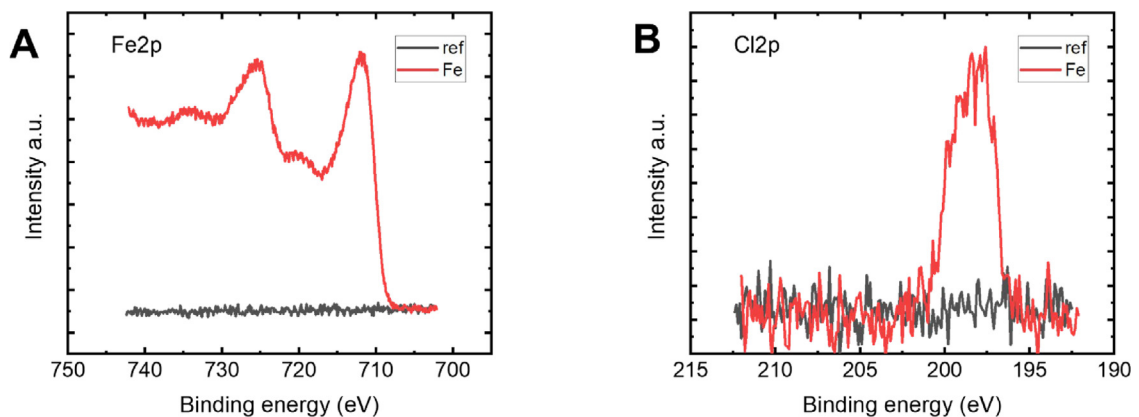 A
Fe2p
ref
Fe
Intensity a.u.
750 740 730 720 710 700
Binding energy (eV)
B
Cl2p
ref
Fe
Intensity a.u.
215 210 205 200 195 190
Binding energy (eV)